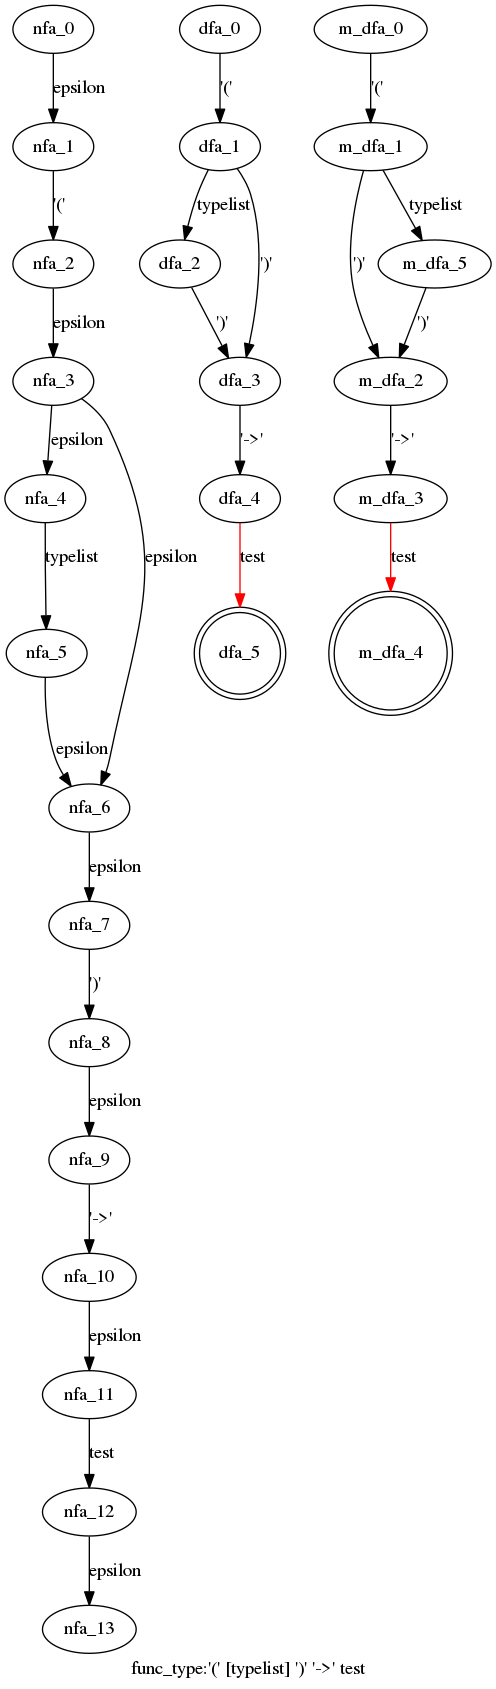 nfa_0
epsilon
nfa_1
'('
nfa_2
epsilon
nfa_3
epsilon
epsilon
nfa_4
typelist
nfa_5
epsilon
nfa_6
epsilon
nfa_7
')'
nfa_8
epsilon
nfa_9
'->'
nfa_10
epsilon
nfa_11
test
nfa_12
epsilon
nfa_13
dfa_0
'('
dfa_1
typelist
dfa_2
')'
')'
dfa_3
'->'
dfa_4
test
dfa_5
m_dfa_0
'('
m_dfa_1
typelist
')'
m_dfa_5
')'
m_dfa_2
'->'
m_dfa_3
test
m_dfa_4
func_type:'(' [typelist] ')' '->' test